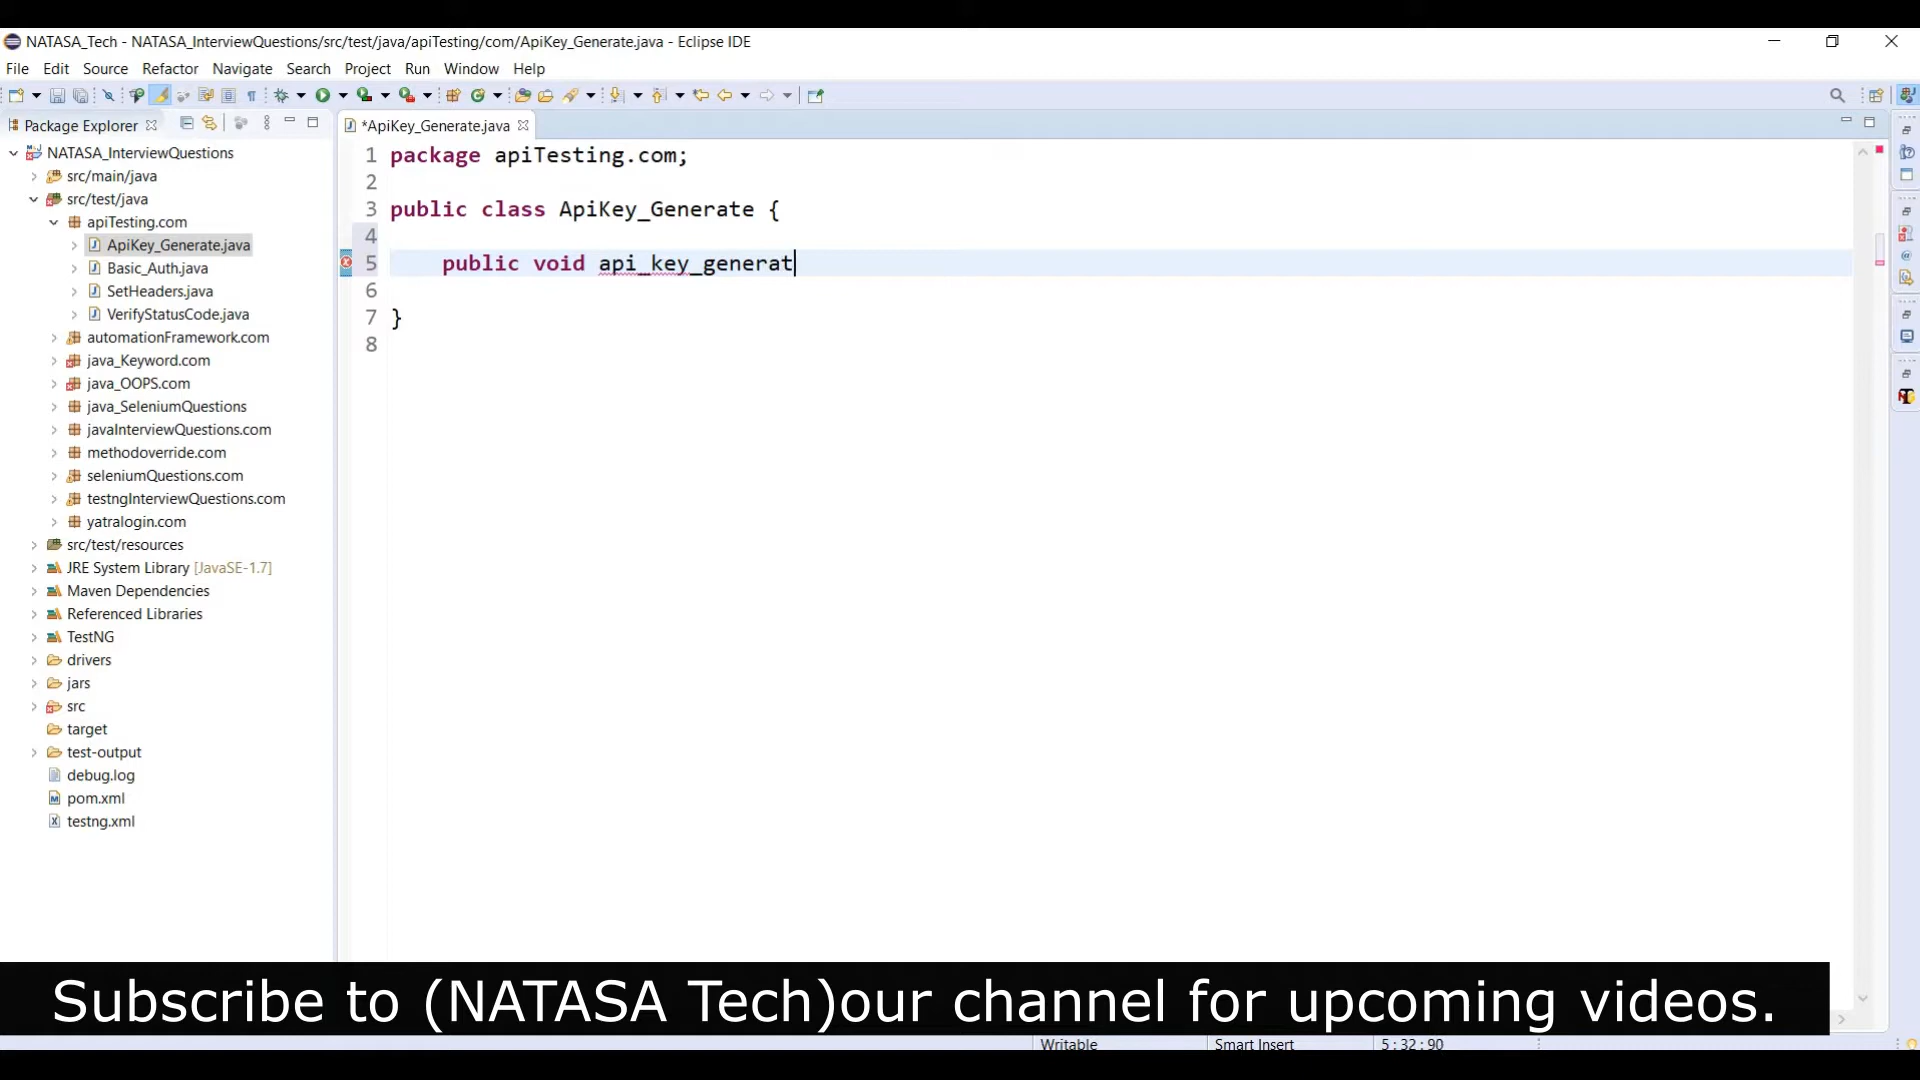 NATASA_Tech - NATASA_InterviewQuestions/src/test/java/apiTesting/com/ApiKey_Generate.java - Eclipse IDE
File Edit Source Refactor Navigate Search Project Run Window Help
Package Explorer
NATASA_InterviewQuestions
src/main/java
src/test/java
apiTesting.com
ApiKey_Generate.java
Basic_Auth.java
SetHeaders.java
VerifyStatusCode.java
automationFramework.com
java_Keyword.com
java_OOPS.com
java_SeleniumQuestions
javaInterviewQuestions.com
methodoverride.com
seleniumQuestions.com
testngInterviewQuestions.com
yatralogin.com
src/test/resources
JRE System Library [JavaSE-1.7]
Maven Dependencies
Referenced Libraries
TestNG
drivers
jars
src
target
test-output
debug.log
pom.xml
testng.xml
*ApiKey_Generate.java
1 package apiTesting.com;
2
3 public class ApiKey_Generate {
4
5 public void api_key_generat
6
7 }
8
Subscribe to (NATASA Tech)our channel for upcoming videos.
Writable Smart Insert 5 : 32 : 90